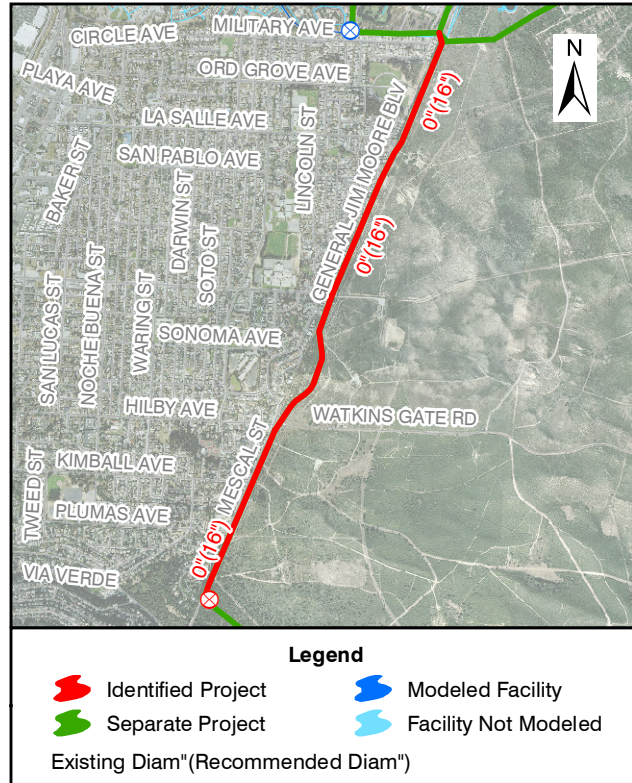 MILITARY AVE
CIRCLE AVE
N
ORD GROVE AVE
PLAYA AVE
0"(16")
LA SALLE AVE
LINCOLN ST
SAN PABLO AVE
BAKER ST
DARWIN ST
GENERAL JIM MOORE BLV
0"(16")
SOTO ST
SAN LUCAS ST
NOCHE BUENA ST
WARING ST
SONOMA AVE
HILBY AVE
WATKINS GATE RD
MESCAL ST
KIMBALL AVE
TWEED ST
PLUMAS AVE
0"(16")
VIA VERDE
Legend
Identified Project
Modeled Facility
Separate Project
Facility Not Modeled
Existing Diam"(Recommended Diam")